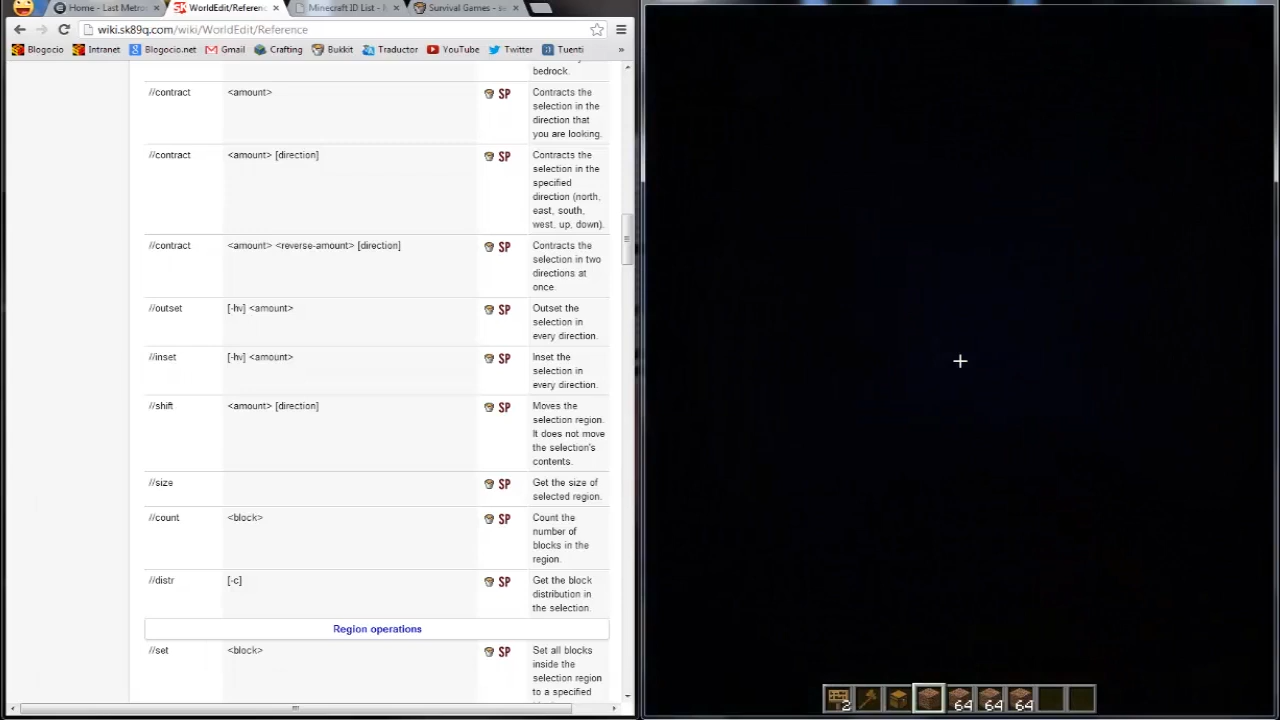 Home - Last Metro
WorldEdit/Reference
Minecraft ID List - M
Survival Games - se
wiki.sk89q.com/wiki/WorldEdit/Reference
Blogocio
Intranet
Blogocio.net
Gmail
Crafting
Bukkit
Traductor
YouTube
Twitter
Tuenti
»
bedrock.
//contract <amount> SP Contracts the
selection in the
direction that
you are looking.
//contract <amount> [direction] SP Contracts the
selection in the
specified
direction (north,
east, south,
west, up, down).
//contract <amount> <reverse-amount> [direction] SP Contracts the
selection in two
directions at
once.
//outset [-hv] <amount> SP Outset the
selection in
every direction.
//inset [-hv] <amount> SP Inset the
selection in
every direction.
//shift <amount> [direction] SP Moves the
selection region.
It does not move
the selection's
contents.
//size SP Get the size of
selected region.
//count <block> SP Count the
number of
blocks in the
region.
//distr [-c] SP Get the block
distribution in
the selection.
Region operations
//set <block> SP Set all blocks
inside the
selection region
to a specified
2
64
64
64